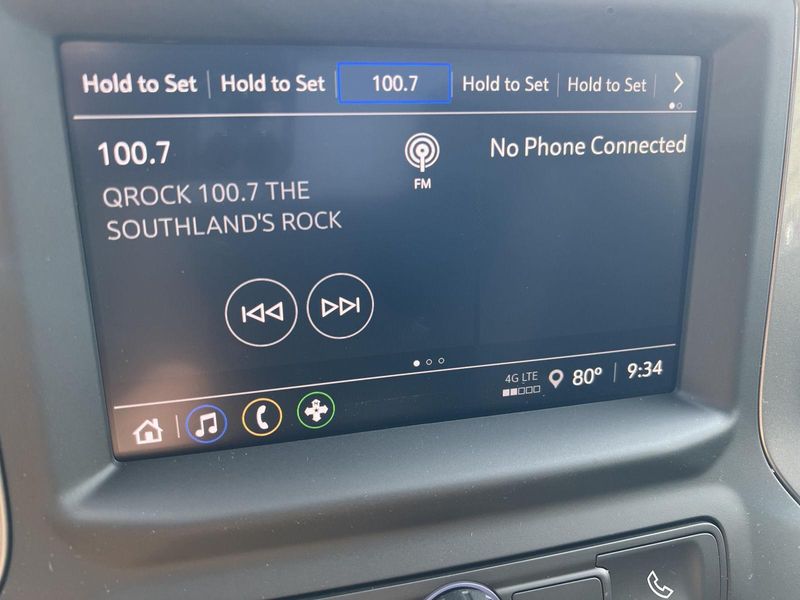 Hold to Set Hold to Set 100.7 Hold to Set Hold to Set
100.7
QROCK 100.7 THE
SOUTHLAND'S ROCK
FM
No Phone Connected
4G LTE 80° 9:34